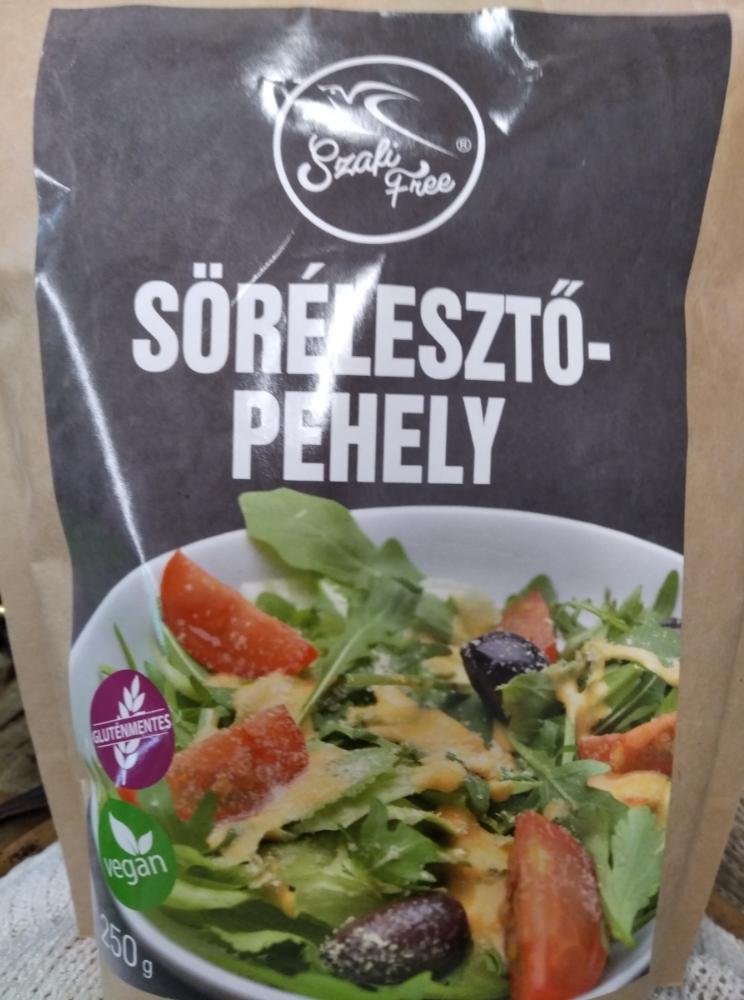 Szafi
Free
®
SÖRÉLESZTŐ-
PEHELY
GLUTÉNMENTES
vegan
250 g